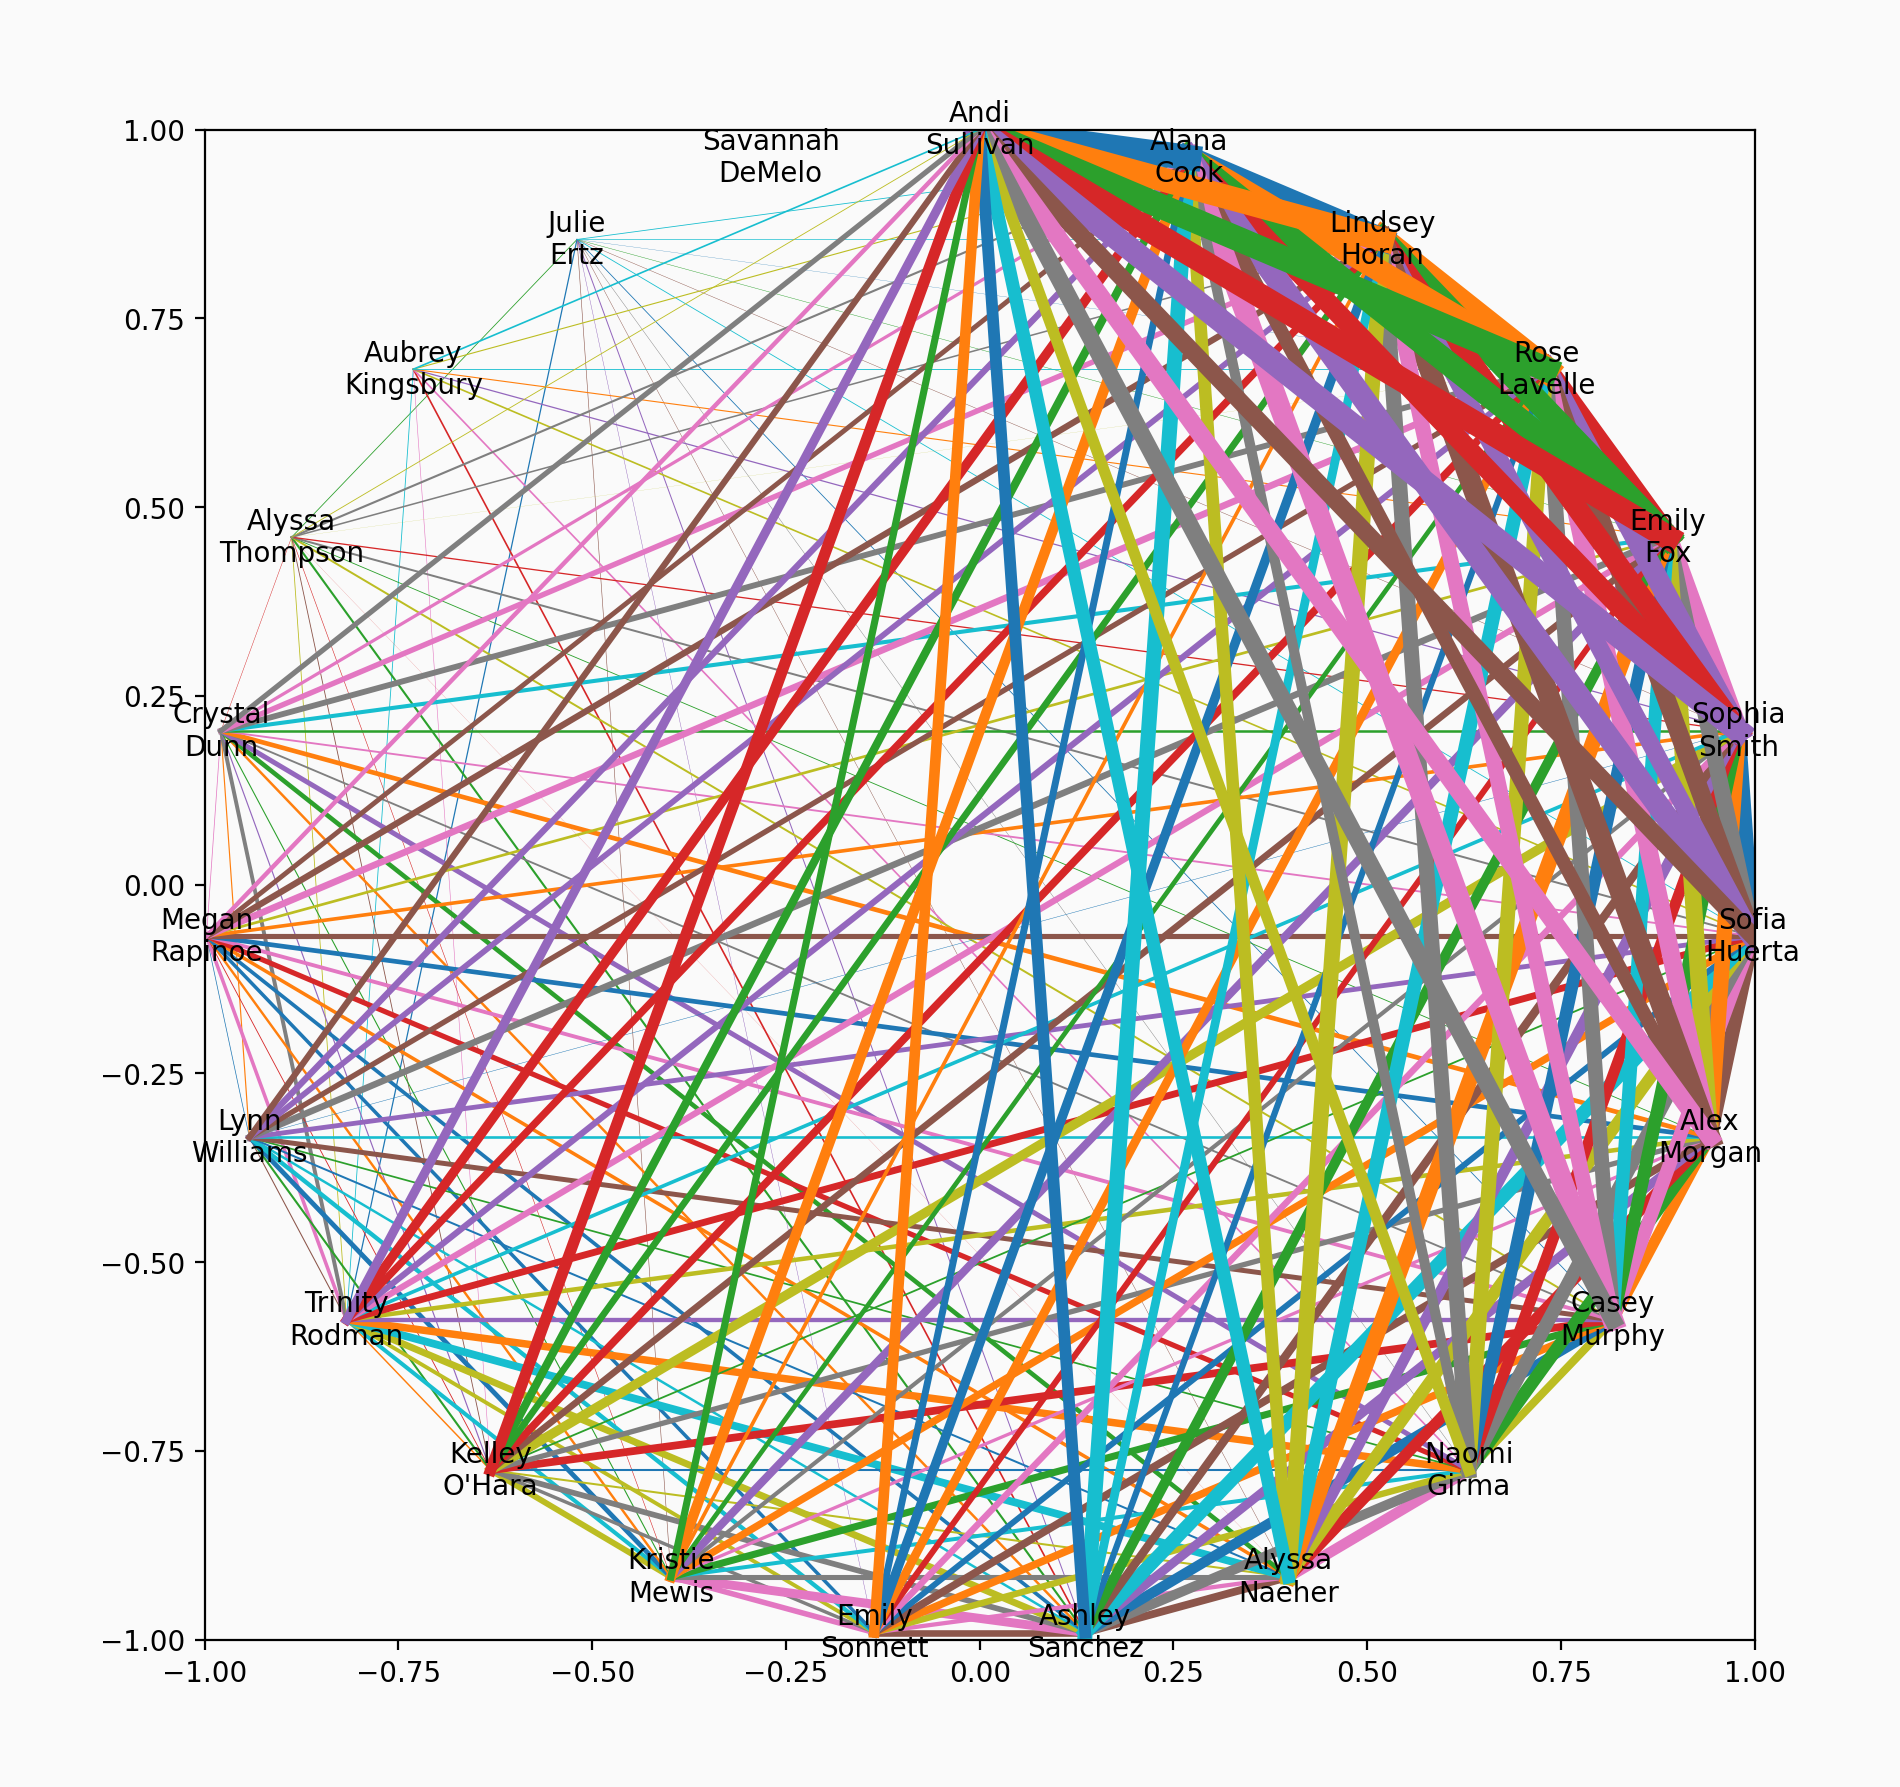 Andi
Sullivan
Savannah
DeMelo
Alana
Cook
Julie
Ertz
Lindsey
Horan
Aubrey
Kingsbury
Rose
Lavelle
Alyssa
Thompson
Emily
Fox
Crystal
Dunn
Sophia
Smith
Megan
Rapinoe
Sofia
Huerta
Lynn
Williams
Alex
Morgan
Trinity
Rodman
Casey
Murphy
Kelley
O'Hara
Naomi
Girma
Kristie
Mewis
Alyssa
Naeher
Emily
Sonnett
Ashley
Sanchez
1.00
0.75
0.50
0.25
0.00
−0.25
−0.50
−0.75
−1.00
−1.00 −0.75 −0.50 −0.25 0.00 0.25 0.50 0.75 1.00